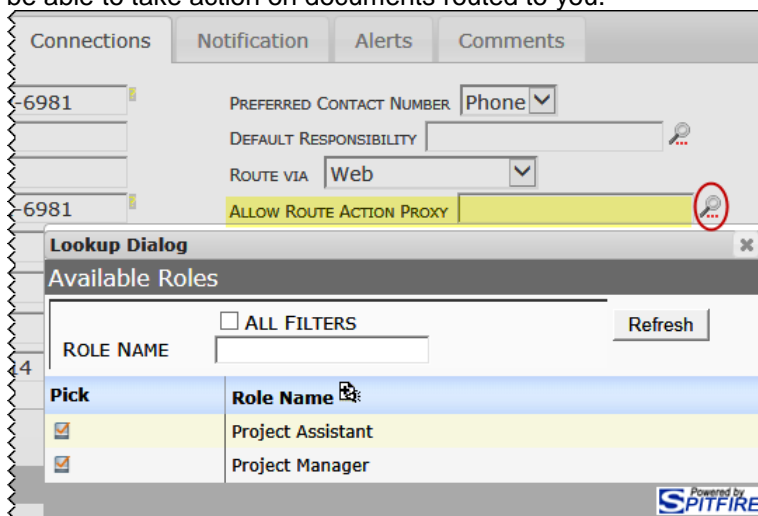 be able to take action on documents routed to you.
Connections Notification Alerts Comments
-6981 PREFERRED CONTACT NUMBER Phone
DEFAULT RESPONSIBILITY
ROUTE VIA Web
-6981 ALLOW ROUTE ACTION PROXY
Lookup Dialog
Available Roles
ALL FILTERS Refresh
ROLE NAME
14
Pick Role Name
Project Assistant
Project Manager
Powered by
SPITFIRE